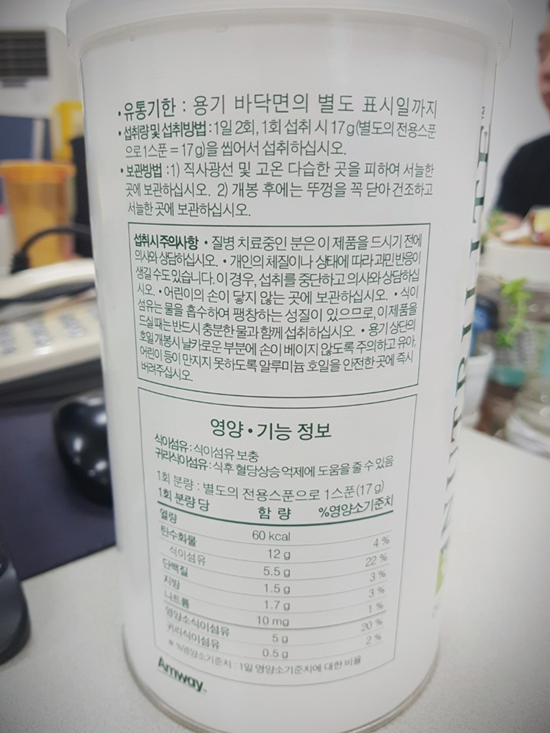 •유통기한 : 용기 바닥면의 별도 표시일까지
•섭취량 및 섭취방법 : 1일 2회, 1회 섭취 시 17g(별도의 전용스푼
으로 1스푼 = 17g)을 씹어서 섭취하십시오.
•보관방법 : 1) 직사광선 및 고온 다습한 곳을 피하여 서늘한
곳에 보관하십시오. 2) 개봉 후에는 뚜껑을 꼭 닫아 건조하고
서늘한 곳에 보관하십시오.
섭취시 주의사항 • 질병 치료중인 분은 이 제품을 드시기 전에
의사와 상담하십시오. • 개인의 체질이나 상태에 따라 과민반응이
생길 수도 있습니다. 이 경우, 섭취를 중단하고 의사와 상담하십
시오. • 어린이의 손이 닿지 않는 곳에 보관하십시오. • 식이
섬유는 물을 흡수하여 팽창하는 성질이 있으므로, 이 제품을
드실 때는 반드시 충분한 물과 함께 섭취하십시오. • 용기 상단의
호일 개봉시 날카로운 부분에 손이 베이지 않도록 주의하고 유아,
어린이 등이 만지지 못하도록 알루미늄 호일을 안전한 곳에 즉시
버려주십시오.
영양 • 기능 정보
식이섬유 : 식이섬유 보충
귀리식이섬유 : 식후 혈당상승 억제에 도움을 줄 수 있음
1회 분량 : 별도의 전용스푼으로 1스푼(17g)
1회 분량 당 함 량 %영양소기준치
열량 60 kcal
탄수화물 12 g 4 %
식이섬유 5.5 g 22 %
단백질 1.5 g 3 %
지방 1.7 g 3 %
나트륨 10 mg 1 %
영양소식이섬유 5 g 20 %
귀리식이섬유 0.5 g 2 %
※ %영양소기준치 : 1일 영양소기준치에 대한 비율
Amway